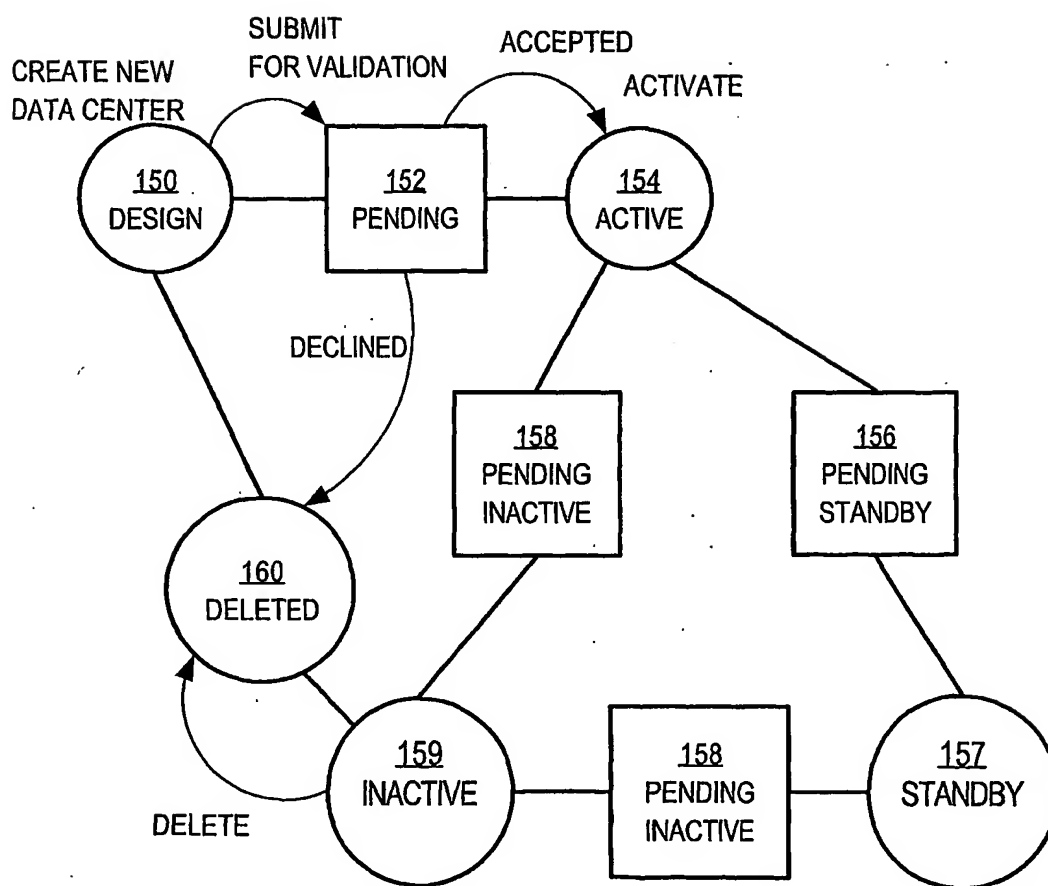 SUBMIT
FOR VALIDATION
ACCEPTED
CREATE NEW
DATA CENTER
ACTIVATE
150
DESIGN
152
PENDING
154
ACTIVE
DECLINED
158
PENDING
INACTIVE
156
PENDING
STANDBY
160
DELETED
159
INACTIVE
158
PENDING
INACTIVE
157
STANDBY
DELETE